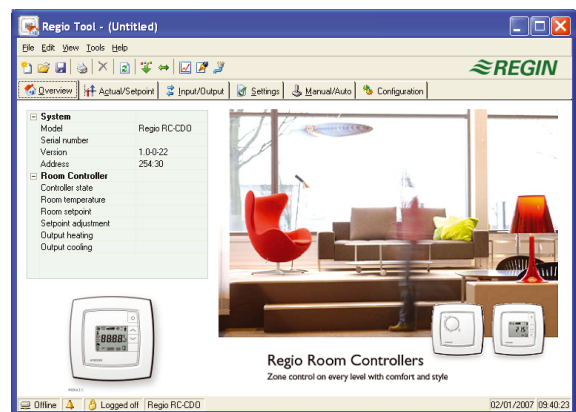 Regio Tool - (Untitled)
File Edit View Tools Help
REGIN
Overview Actual/Setpoint Input/Output Settings Manual/Auto Configuration
System
Model Regio RC-CDO
Serial number
Version 1.0-0-22
Address 254:30
Room Controller
Controller state
Room temperature
Room setpoint
Setpoint adjustment
Output heating
Output cooling
88:88
Regio Room Controllers
Zone control on every level with comfort and style
Offline Logged off Regio RC-CDO 02/01/2007 09:40:23